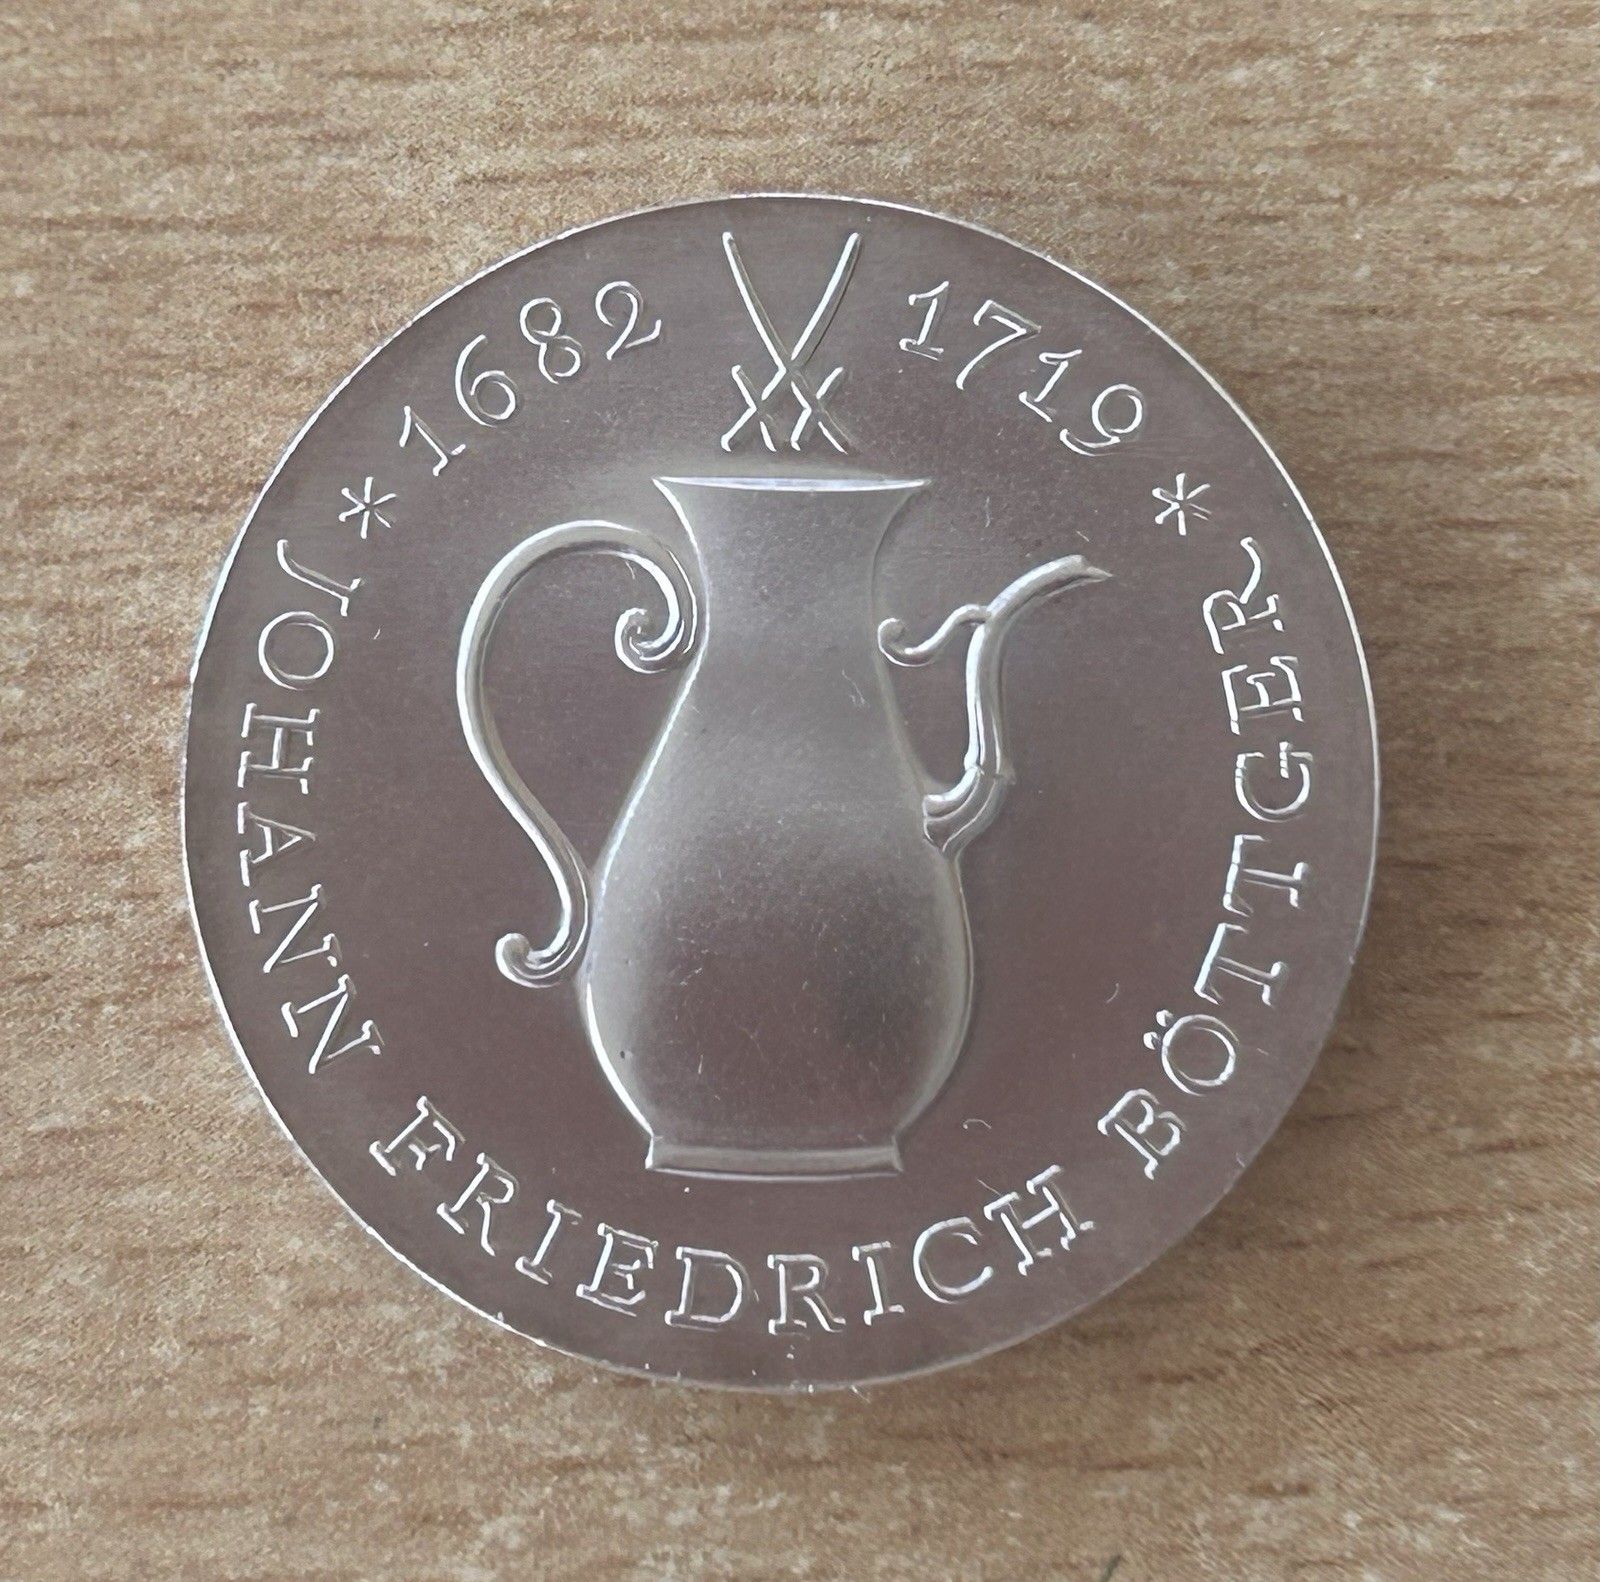 * 1682 1719 *
JOHANN FRIEDRICH BÖTTGER